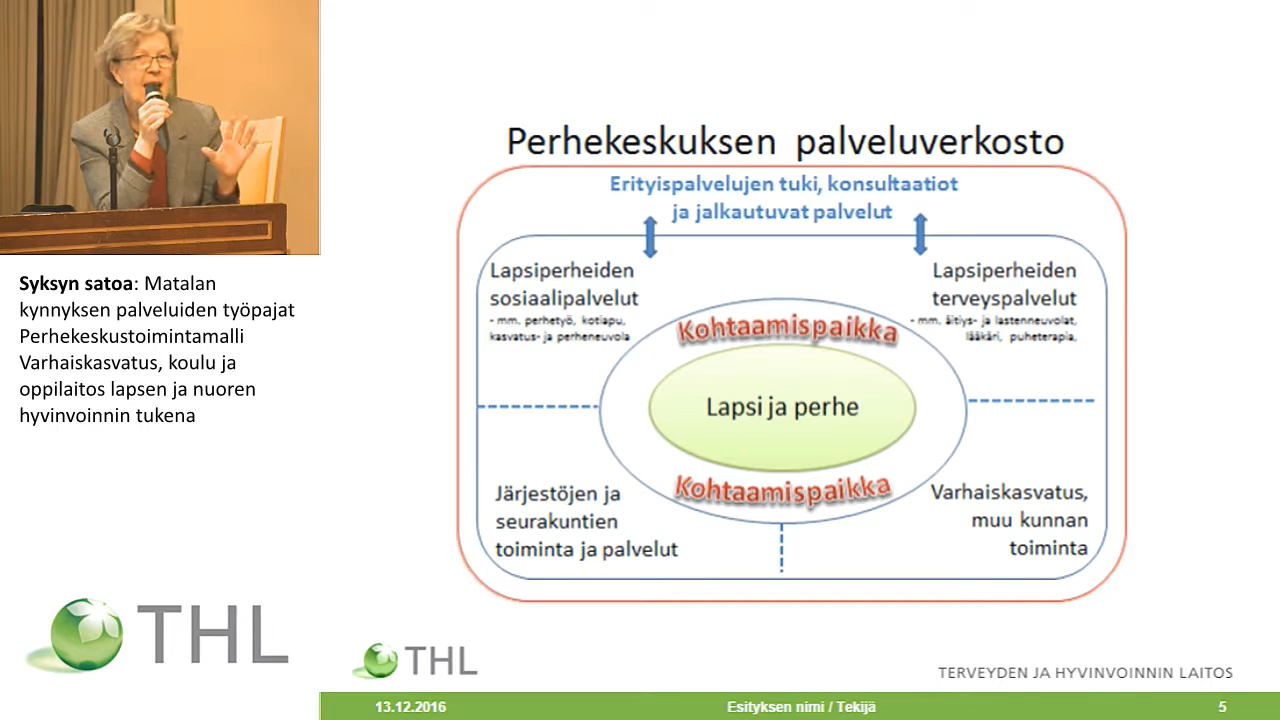 Syksyn satoa: Matalan
kynnyksen palveluiden työpajat
Perhekeskustoimintamalli
Varhaiskasvatus, koulu ja
oppilaitos lapsen ja nuoren
hyvinvoinnin tukena
THL
Perhekeskuksen palveluverkosto
Erityispalvelujen tuki, konsultaatiot
ja jalkautuvat palvelut
Lapsiperheiden
sosiaalipalvelut
- mm. perhetyö, kotiapu,
kasvatus- ja perheneuvola
Lapsiperheiden
terveyspalvelut
- mm. äitiys- ja lastenneuvolat,
lääkäri, puheterapia,
Kohtaamispaikka
Lapsi ja perhe
Kohtaamispaikka
Järjestöjen ja
seurakuntien
toiminta ja palvelut
Varhaiskasvatus,
muu kunnan
toiminta
THL
TERVEYDEN JA HYVINVOINNIN LAITOS
13.12.2016
Esityksen nimi / Tekijä
5